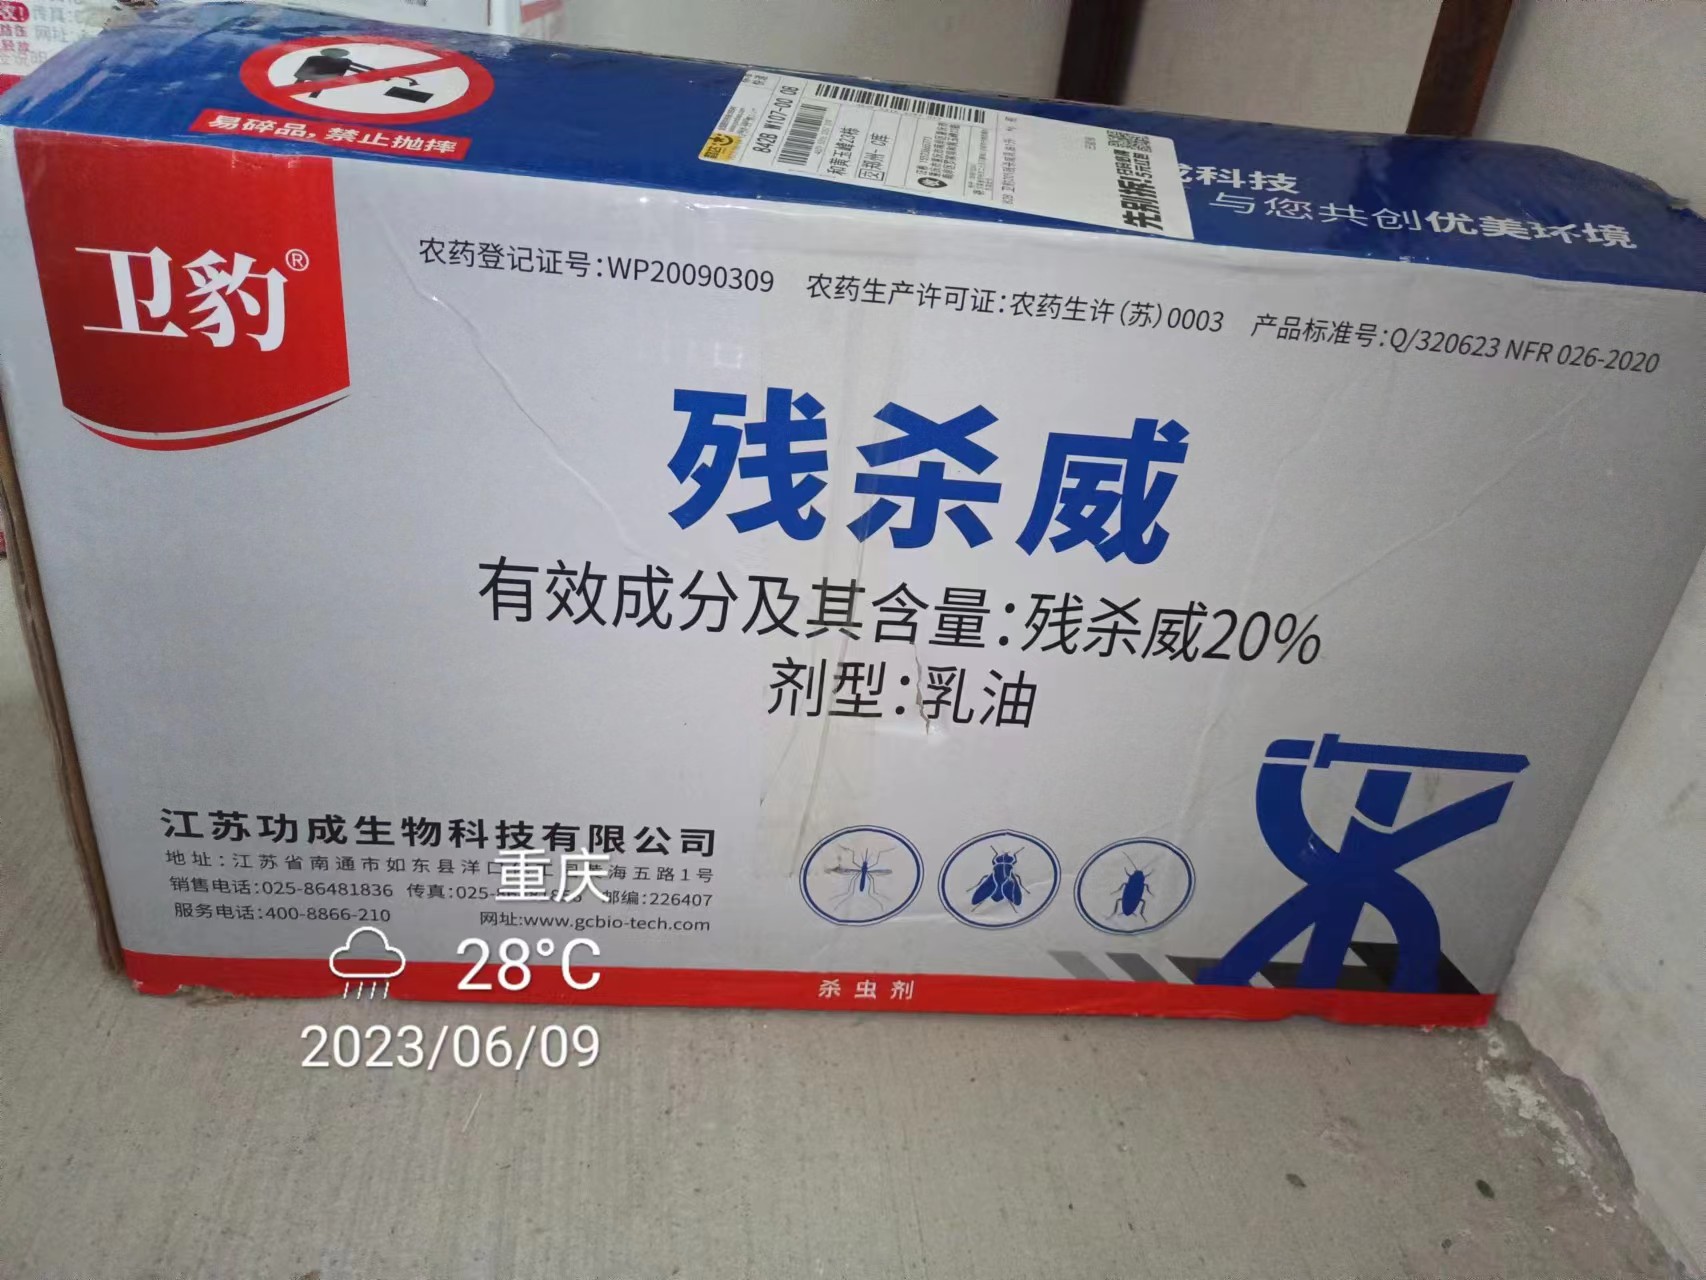 易碎品，禁止抛摔
8428 W107-00 08
科技
与您共创优美环境
卫豹®
农药登记证号：WP20090309 农药生产许可证：农药生许（苏）0003 产品标准号：Q/320623 NFR 026-2020
残杀威
有效成分及其含量：残杀威20%
剂型：乳油
江苏功成生物科技有限公司
地址：江苏省南通市如东县洋口 海五路1号
销售电话：025-86481836 传真：025- 邮编：226407
服务电话：400-8866-210 网址：www.gcbio-tech.com
杀虫剂
重庆
28°C
2023/06/09